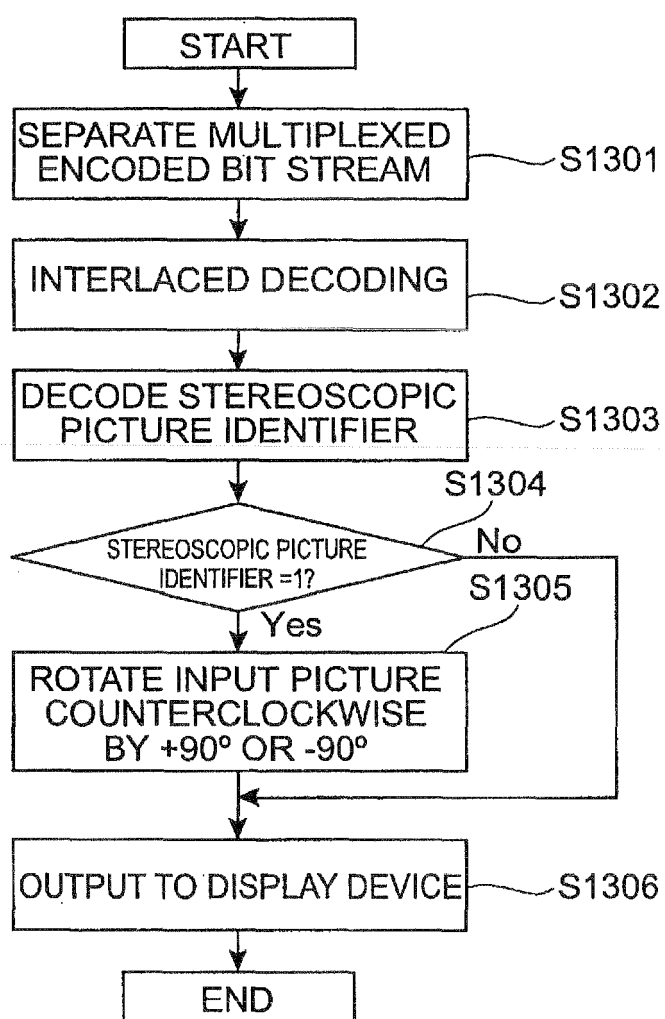 START
SEPARATE MULTIPLEXED
ENCODED BIT STREAM
S1301
INTERLACED DECODING
S1302
DECODE STEREOSCOPIC
PICTURE IDENTIFIER
S1303
S1304
STEREOSCOPIC PICTURE
IDENTIFIER =1?
No
S1305
Yes
ROTATE INPUT PICTURE
COUNTERCLOCKWISE
BY +90º OR -90º
OUTPUT TO DISPLAY DEVICE
S1306
END